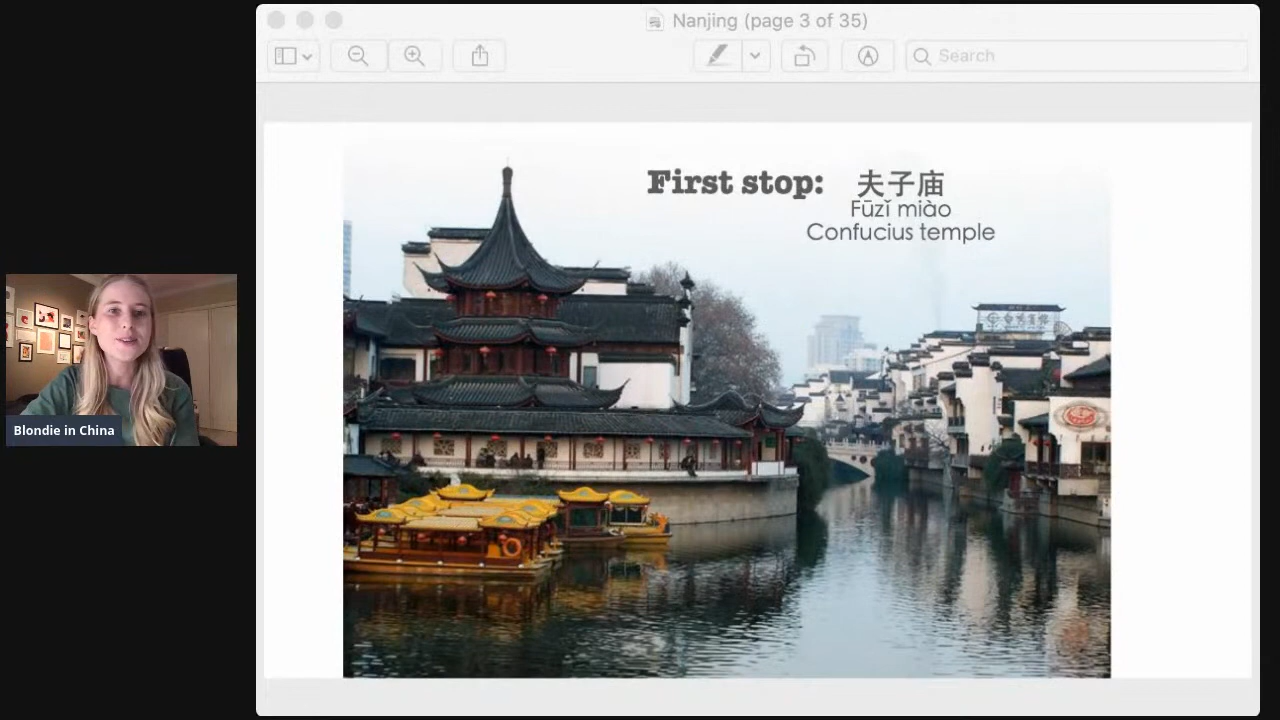 Nanjing (page 3 of 35)
Search
First stop: 夫子庙
Fūzǐ miào
Confucius temple
Blondie in China